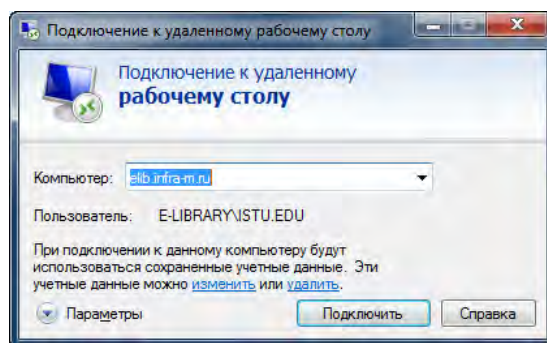 Подключение к удаленному рабочему столу
Подключение к удаленному
рабочему столу
Компьютер: elib.infra-m.ru
Пользователь: E-LIBRARY\ISTU.EDU
При подключении к данному компьютеру будут
использоваться сохраненные учетные данные. Эти
учетные данные можно изменить или удалить.
Параметры Подключить Справка